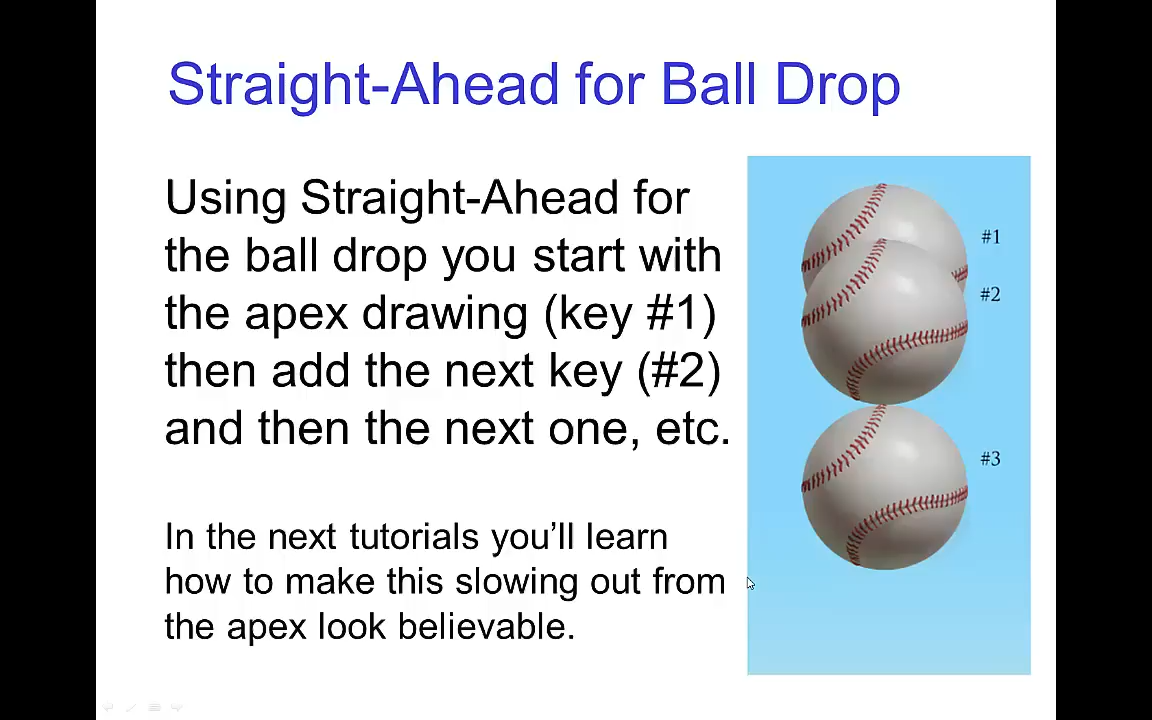 Straight-Ahead for Ball Drop
Using Straight-Ahead for
the ball drop you start with
the apex drawing (key #1)
then add the next key (#2)
and then the next one, etc.
In the next tutorials you’ll learn
how to make this slowing out from
the apex look believable.
#1
#2
#3